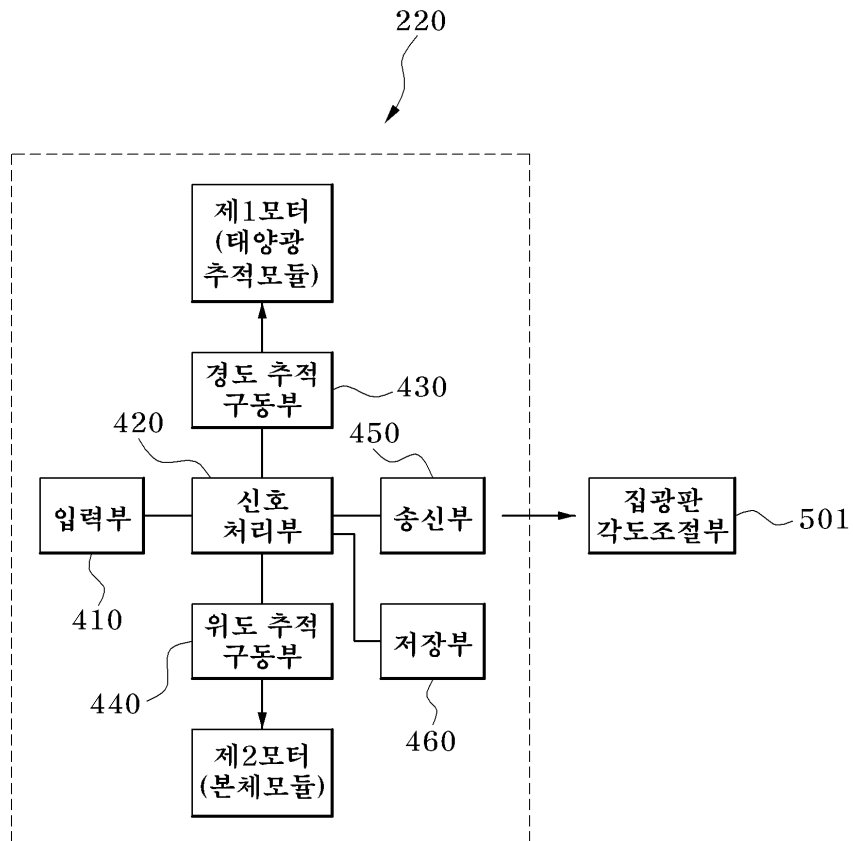 220
제1모터
(태양광
추적모듈)
경도 추적
구동부
430
420
450
입력부
신호
처리부
송신부
집광판
각도조절부
501
410
위도 추적
구동부
저장부
440
460
제2모터
(본체모듈)